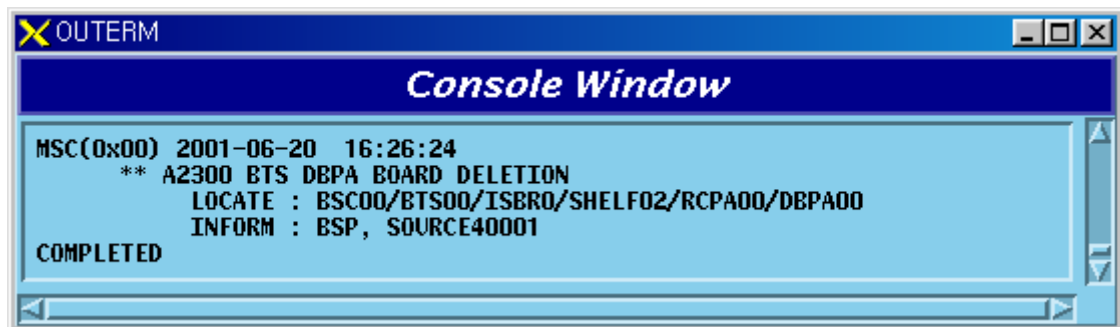 OUTERM
Console Window
MSC(0x00) 2001-06-20 16:26:24
** A2300 BTS DBPA BOARD DELETION
LOCATE : BSC00/BTS00/ISBR0/SHELF02/RCPA00/DBPA00
INFORM : BSP, SOURCE40001
COMPLETED